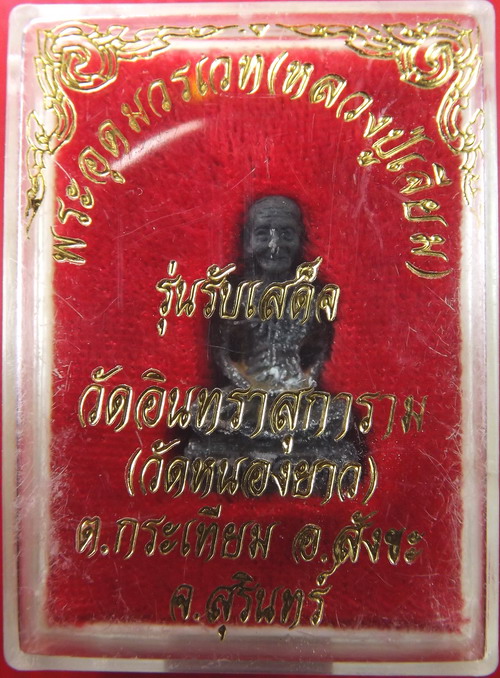 พระอุดมวรเวท(หลวงปู่เจียม)
รุ่นรับเสด็จ
วัดอินทราสุการาม
(วัดหนองยาว)
ต.กระเทียม อ.สังขะ
จ.สุรินทร์